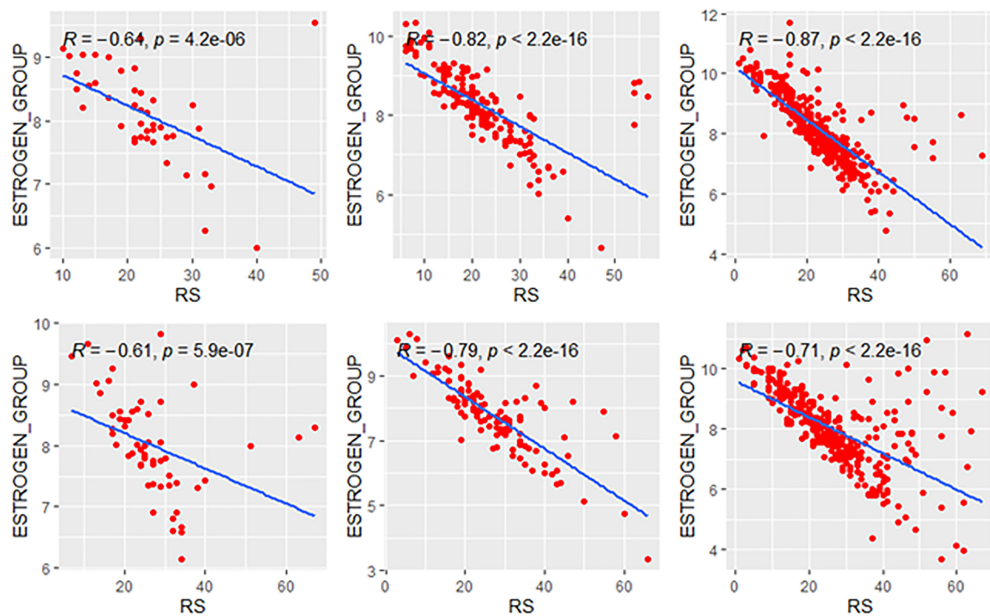 R = −0.64, p = 4.2e-06
9
8
7
6
ESTROGEN_GROUP
10 20 30 40 50
RS
R = −0.82, p < 2.2e-16
10
8
6
ESTROGEN_GROUP
10 20 30 40 50
RS
R = −0.87, p < 2.2e-16
12
10
8
6
4
ESTROGEN_GROUP
0 20 40 60
RS
R = −0.61, p = 5.9e-07
10
9
8
7
6
ESTROGEN_GROUP
20 40 60
RS
R = −0.79, p < 2.2e-16
9
7
5
3
ESTROGEN_GROUP
0 20 40 60
RS
R = −0.71, p < 2.2e-16
10
8
6
4
ESTROGEN_GROUP
0 20 40 60
RS